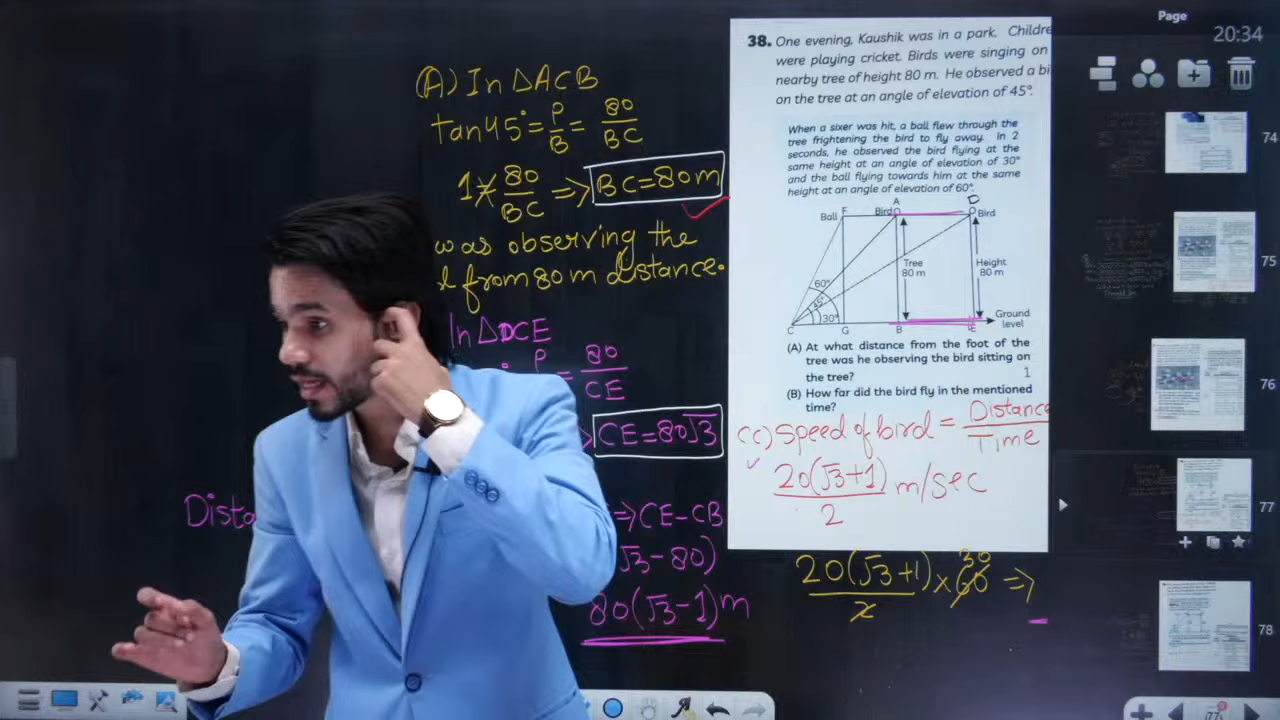 Page
20:34
(A) In ΔACB
tan45° = P/B = 80/BC
1 × 80/BC => BC = 80m
was observing the
from 80 m distance.
In ΔDCE
P = 80/CE
CE = 80√3
=> CE - CB
√3 - 80)
80(√3 - 1) m
38. One evening, Kaushik was in a park. Childre
were playing cricket. Birds were singing on
nearby tree of height 80 m. He observed a bi
on the tree at an angle of elevation of 45°.
When a sixer was hit, a ball flew through the
tree frightening the bird to fly away. In 2
seconds, he observed the bird flying at the
same height at an angle of elevation of 30°
and the ball flying towards him at the same
height at an angle of elevation of 60°.
F A D
Ball Bird Bird
Tree
80 m
Height
80 m
60°
45°
30°
C G B E
Ground
level
(A) At what distance from the foot of the
tree was he observing the bird sitting on
the tree? 1
(B) How far did the bird fly in the mentioned
time?
(C) Speed of bird = Distance/Time
20(√3+1)/2 m/sec
20(√3+1)/2 × 60 30 =>
74
75
76
77
78
77